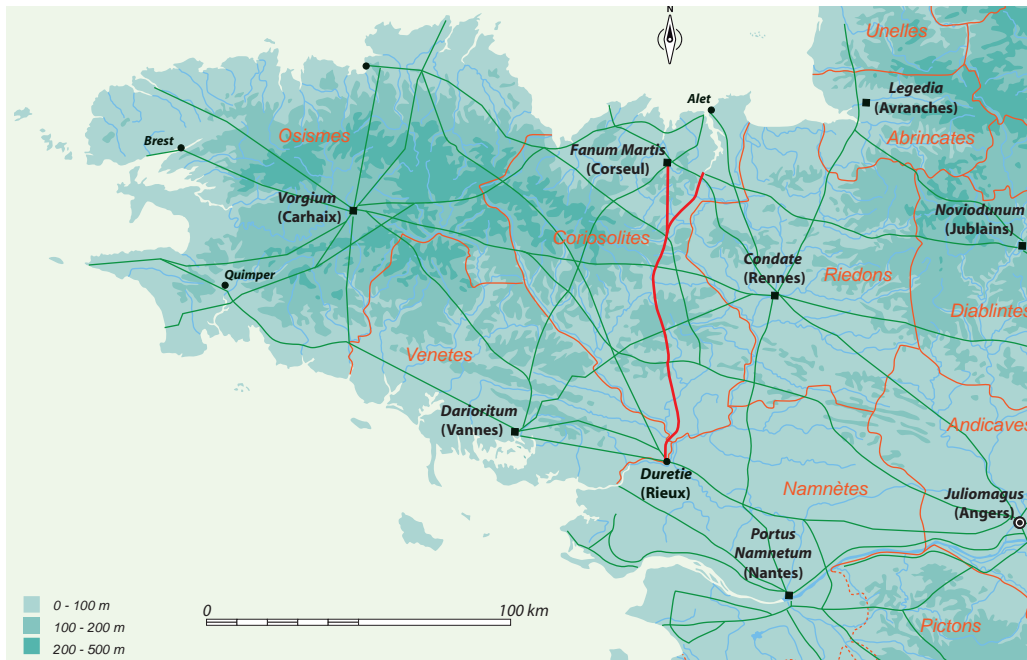 N
Unelles
Legedia
(Avranches)
Alet
Abrincates
Brest
Osismes
Fanum Martis
(Corseul)
Vorgium
(Carhaix)
Noviodunum
(Jublains)
Coriosolites
Condate
(Rennes)
Riedons
Quimper
Diablintes
Venetes
Darioritum
(Vannes)
Andicaves
Duretie
(Rieux)
Namnètes
Juliomagus
(Angers)
Portus
Namnetum
(Nantes)
0 - 100 m
100 - 200 m
200 - 500 m
0
100 km
Pictons